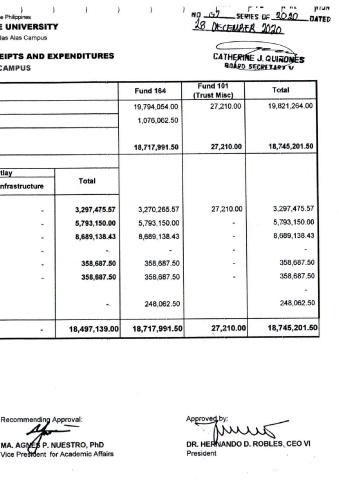 NO 157 SERIES OF 2020 DATED
28 DECEMBER 2020
e Philippines
E UNIVERSITY
las Alas Campus
CEIPTS AND EXPENDITURES
CAMPUS
CATHERINE J. QUIÑONES
BOARD SECRETARY V
Fund 164 Fund 101 (Trust Misc) Total
19,794,054.00 27,210.00 19,821,264.00
1,076,062.50
18,717,991.50 27,210.00 18,745,201.50
tlay
nfrastructure Total
- 3,297,475.57 3,270,265.57 27,210.00 3,297,475.57
- 5,793,150.00 5,793,150.00 - 5,793,150.00
- 8,689,138.43 8,689,138.43 - 8,689,138.43
- - - - -
- 358,687.50 358,687.50 - 358,687.50
- 358,687.50 358,687.50 - 358,687.50
-
- - 248,062.50 248,062.50
- 18,497,139.00 18,717,991.50 27,210.00 18,745,201.50
Recommending Approval: Approved by:
MA. AGNES P. NUESTRO, PhD DR. HERNANDO D. ROBLES, CEO VI
Vice President for Academic Affairs President